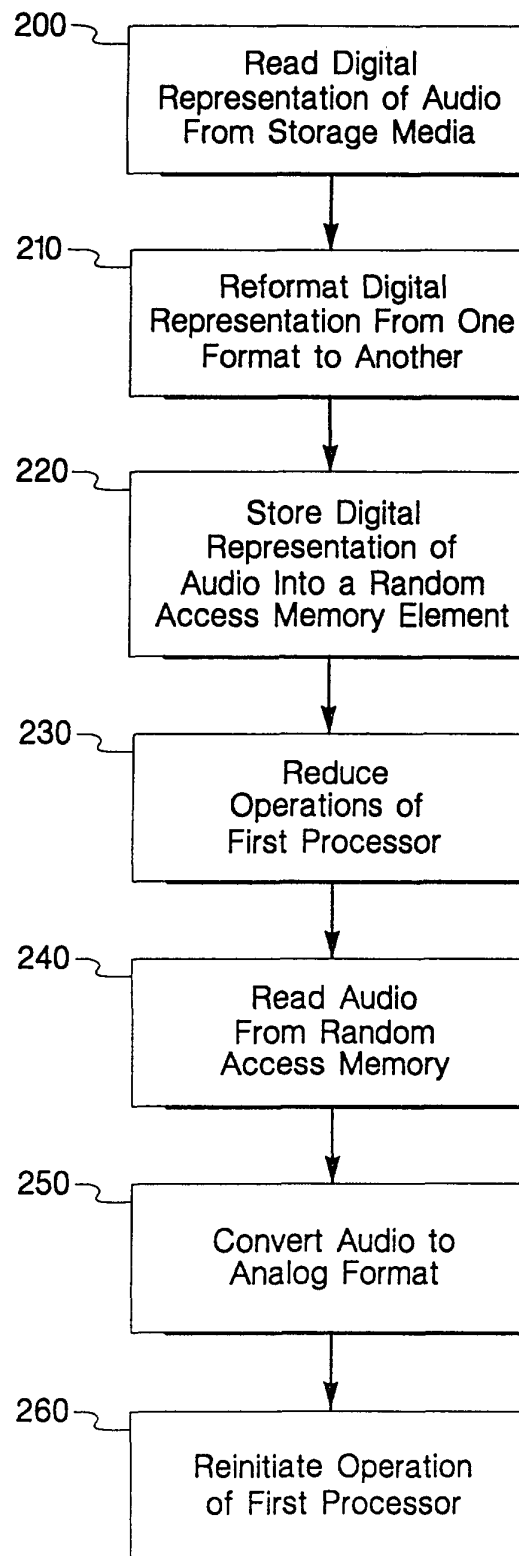 200
Read Digital
Representation of Audio
From Storage Media
210
Reformat Digital
Representation From One
Format to Another
220
Store Digital
Representation of
Audio Into a Random
Access Memory Element
230
Reduce
Operations of
First Processor
240
Read Audio
From Random
Access Memory
250
Convert Audio to
Analog Format
260
Reinitiate Operation
of First Processor